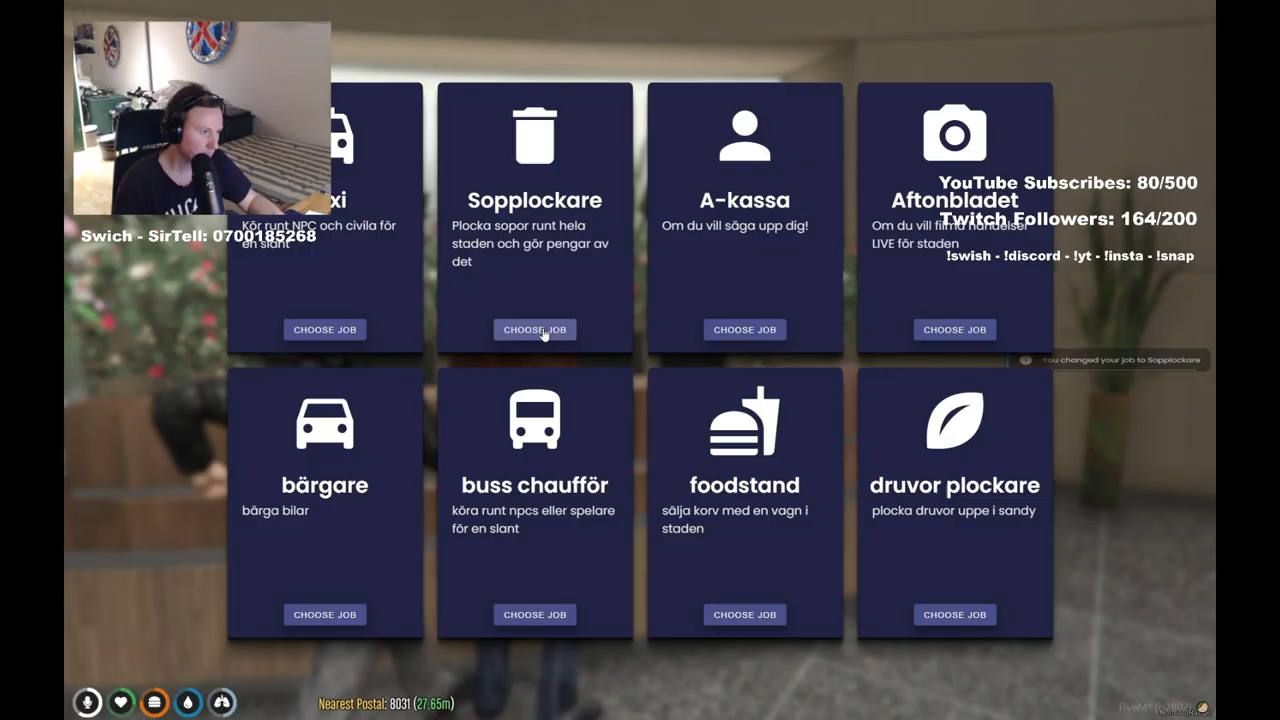 Swich - SirTell: 0700185268
YouTube Subscribes: 80/500
Twitch Followers: 164/200
!swish - !discord - !yt - !insta - !snap
xi
Kör runt NPC och civila för
en slant
CHOOSE JOB
Sopplockare
Plocka sopor runt hela
staden och gör pengar av
det
CHOOSE JOB
A-kassa
Om du vill säga upp dig!
CHOOSE JOB
Aftonbladet
Om du vill filma händelser
LIVE för staden
CHOOSE JOB
You changed your job to Sopplockare
bärgare
bärga bilar
CHOOSE JOB
buss chaufför
köra runt npcs eller spelare
för en slant
CHOOSE JOB
foodstand
sälja korv med en vagn i
staden
CHOOSE JOB
druvor plockare
plocka druvor uppe i sandy
CHOOSE JOB
Nearest Postal: 8031 (27.65m)
FiveM